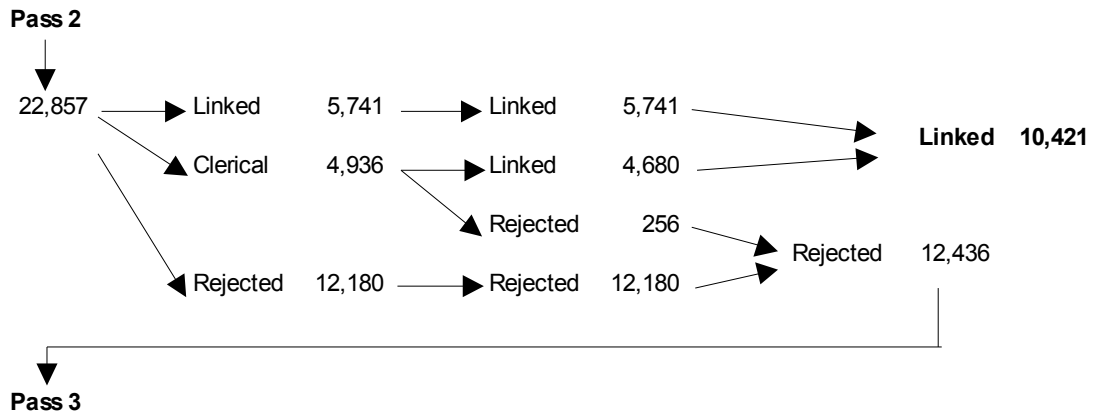 Pass 2
22,857 Linked 5,741 Linked 5,741
Linked 10,421
Clerical 4,936 Linked 4,680
Rejected 256
Rejected 12,436
Rejected 12,180 Rejected 12,180
Pass 3